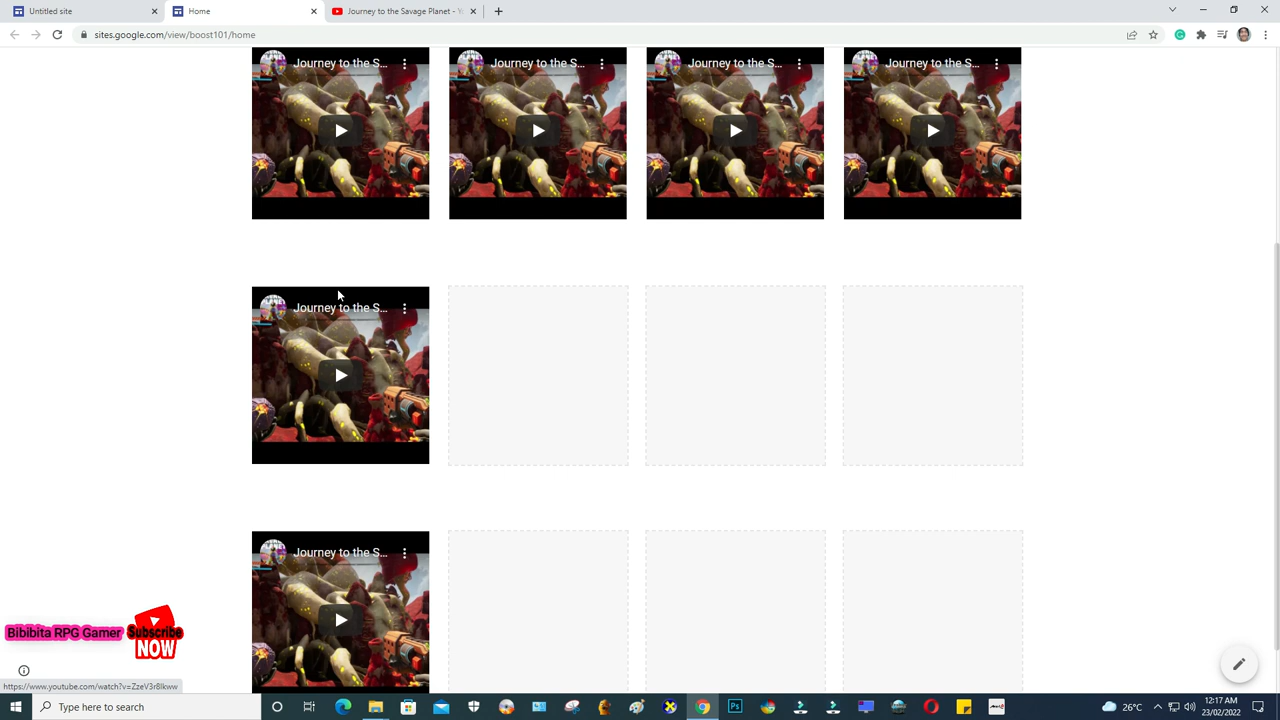 Untitled site
Home
Journey to the Savage Planet - Yo
sites.google.com/view/boost101/home
Journey to the S...
Journey to the S...
Journey to the S...
Journey to the S...
Journey to the S...
Journey to the S...
Bibibita RPG Gamer
Subscribe
NOW
https://www.youtube.com/watch?v=ZzeV3r8lkww
Type here to search
Ps
26°C
12:17 AM
23/02/2022